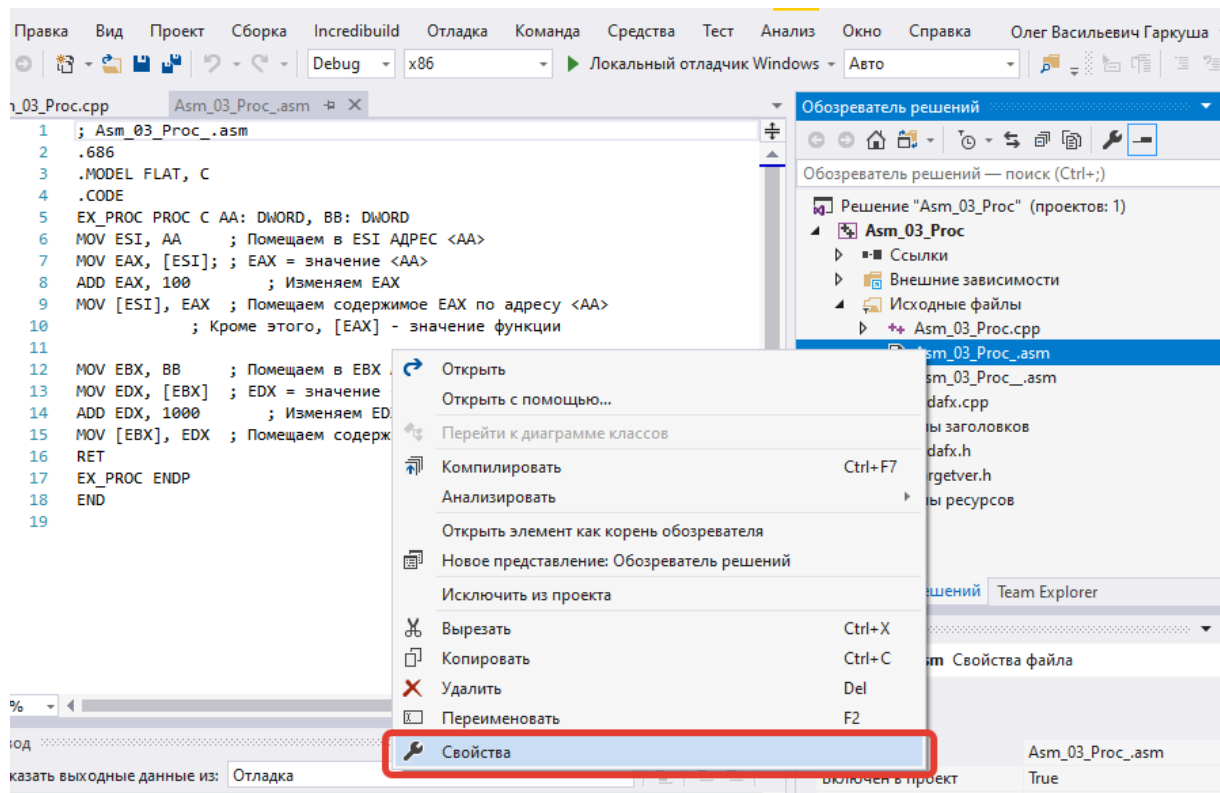 Правка Вид Проект Сборка Incredibuild Отладка Команда Средства Тест Анализ Окно Справка Олег Васильевич Гаркуша
Debug x86 Локальный отладчик Windows Авто
_03_Proc.cpp Asm_03_Proc_.asm
1 ; Asm_03_Proc_.asm
2 .686
3 .MODEL FLAT, C
4 .CODE
5 EX_PROC PROC C AA: DWORD, BB: DWORD
6 MOV ESI, AA ; Помещаем в ESI АДРЕС <AA>
7 MOV EAX, [ESI]; ; EAX = значение <AA>
8 ADD EAX, 100 ; Изменяем EAX
9 MOV [ESI], EAX ; Помещаем содержимое EAX по адресу <AA>
10 ; Кроме этого, [EAX] - значение функции
11
12 MOV EBX, BB ; Помещаем в EBX
13 MOV EDX, [EBX] ; EDX = значение
14 ADD EDX, 1000 ; Изменяем ED
15 MOV [EBX], EDX ; Помещаем содерж
16 RET
17 EX_PROC ENDP
18 END
19
Обозреватель решений
Обозреватель решений — поиск (Ctrl+;)
Решение "Asm_03_Proc" (проектов: 1)
Asm_03_Proc
Ссылки
Внешние зависимости
Исходные файлы
Asm_03_Proc.cpp
sm_03_Proc_.asm
sm_03_Proc__.asm
dafx.cpp
ы заголовков
dafx.h
rgetver.h
ы ресурсов
Открыть
Открыть с помощью...
Перейти к диаграмме классов
Компилировать Ctrl+F7
Анализировать
Открыть элемент как корень обозревателя
Новое представление: Обозреватель решений
Исключить из проекта
Вырезать Ctrl+X
Копировать Ctrl+C
Удалить Del
Переименовать F2
Свойства
ешений Team Explorer
sm Свойства файла
Asm_03_Proc_.asm
Включен в проект True
%
вод
казать выходные данные из: Отладка